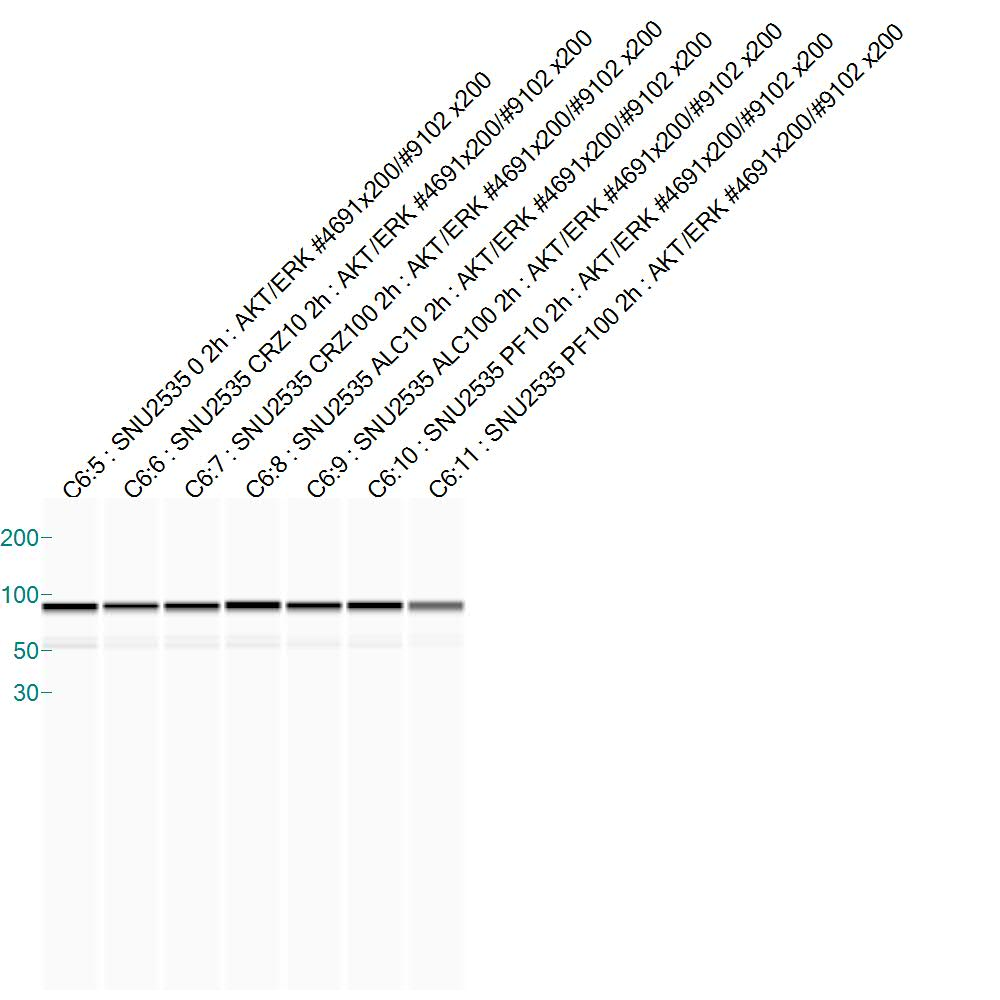 C6:5 : SNU2535 0 2h : AKT/ERK #4691x200/#9102 x200
C6:6 : SNU2535 CRZ10 2h : AKT/ERK #4691x200/#9102 x200
C6:7 : SNU2535 CRZ100 2h : AKT/ERK #4691x200/#9102 x200
C6:8 : SNU2535 ALC10 2h : AKT/ERK #4691x200/#9102 x200
C6:9 : SNU2535 ALC100 2h : AKT/ERK #4691x200/#9102 x200
C6:10 : SNU2535 PF10 2h : AKT/ERK #4691x200/#9102 x200
C6:11 : SNU2535 PF100 2h : AKT/ERK #4691x200/#9102 x200
200
100
50
30